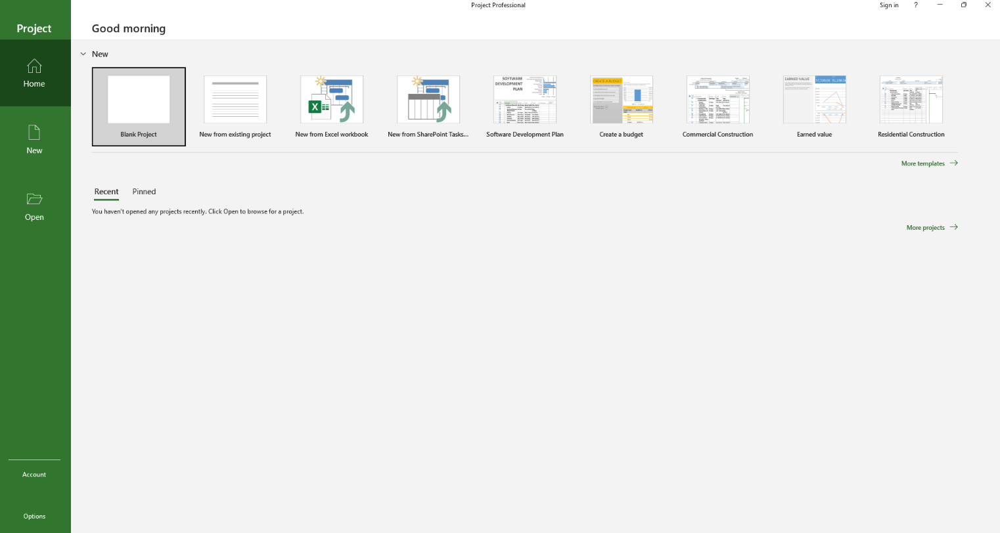 Project Professional
Sign in
?
Project
Good morning
Home
New
Open
Account
Options
New
Blank Project
New from existing project
New from Excel workbook
New from SharePoint Tasks...
SOFTWARE
DEVELOPMENT
PLAN
Software Development Plan
CREATE A BUDGET
Create a budget
Commercial Construction
EARNED VALUE
Earned value
Residential Construction
More templates
Recent Pinned
You haven't opened any projects recently. Click Open to browse for a project.
More projects